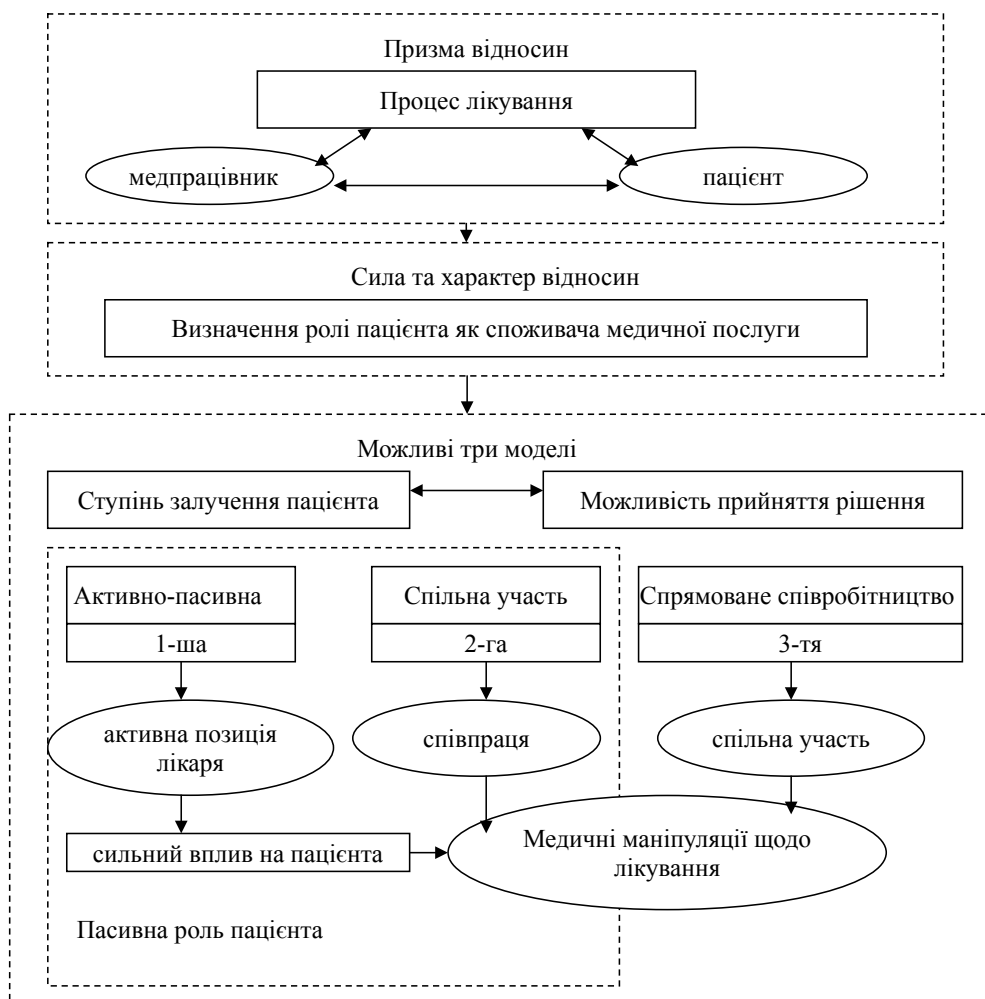 Призма відносин
Процес лікування
медпрацівник
пацієнт
Сила та характер відносин
Визначення ролі пацієнта як споживача медичної послуги
Можливі три моделі
Ступінь залучення пацієнта
Можливість прийняття рішення
Активно-пасивна
Спільна участь
Спрямоване співробітництво
1-ша
2-га
3-тя
активна позиція
лікаря
співпраця
спільна участь
сильний вплив на пацієнта
Медичні маніпуляції щодо
лікування
Пасивна роль пацієнта